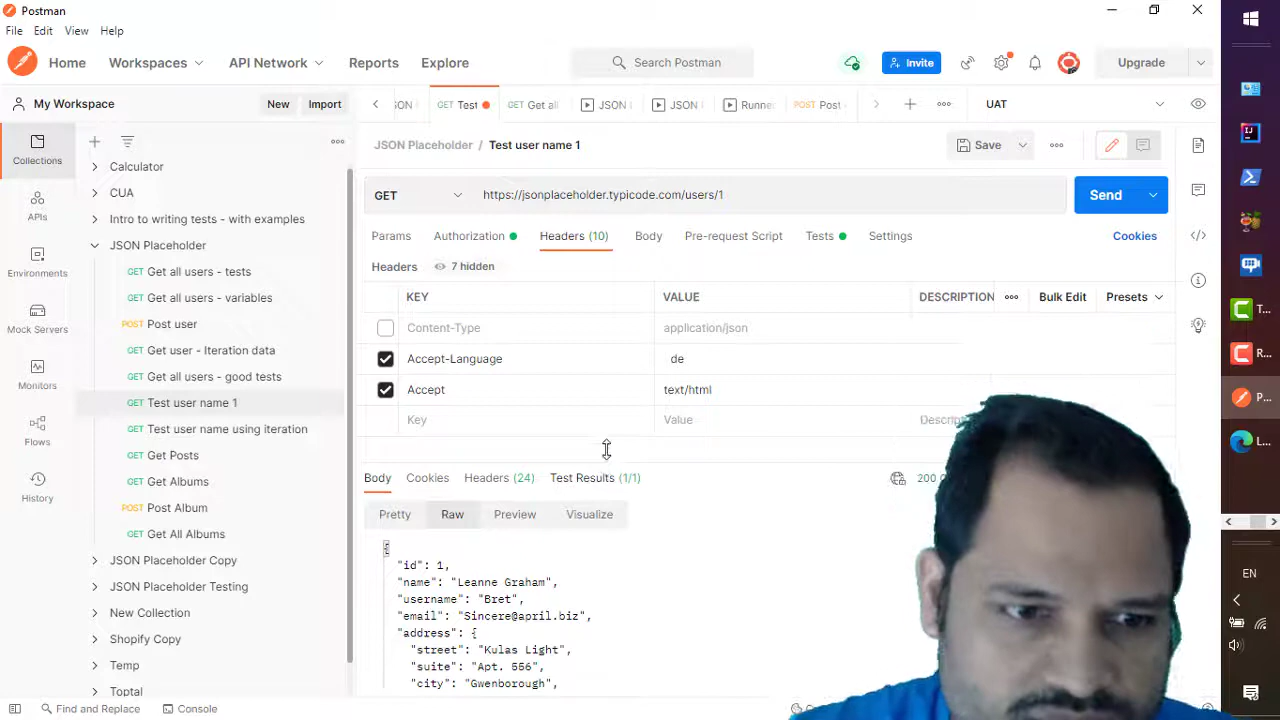 Postman
File Edit View Help
Home Workspaces API Network Reports Explore Search Postman Invite Upgrade
My Workspace New Import
GET Test GET Get all JSON JSON Runne POST Post UAT
Collections
APIs
Environments
Mock Servers
Monitors
Flows
History
Calculator
CUA
Intro to writing tests - with examples
JSON Placeholder
GET Get all users - tests
GET Get all users - variables
POST Post user
GET Get user - Iteration data
GET Get all users - good tests
GET Test user name 1
GET Test user name using iteration
GET Get Posts
GET Get Albums
POST Post Album
GET Get All Albums
JSON Placeholder Copy
JSON Placeholder Testing
New Collection
Shopify Copy
Temp
Toptal
JSON Placeholder / Test user name 1 Save
GET https://jsonplaceholder.typicode.com/users/1 Send
Params Authorization Headers (10) Body Pre-request Script Tests Settings Cookies
Headers 7 hidden
KEY VALUE DESCRIPTION Bulk Edit Presets
Content-Type application/json
Accept-Language de
Accept text/html
Key Value
Body Cookies Headers (24) Test Results (1/1) 200
Pretty Raw Preview Visualize
{
"id": 1,
"name": "Leanne Graham",
"username": "Bret",
"email": "Sincere@april.biz",
"address": {
"street": "Kulas Light",
"suite": "Apt. 556",
"city": "Gwenborough",
Find and Replace Console
T...
R...
P...
L...
EN